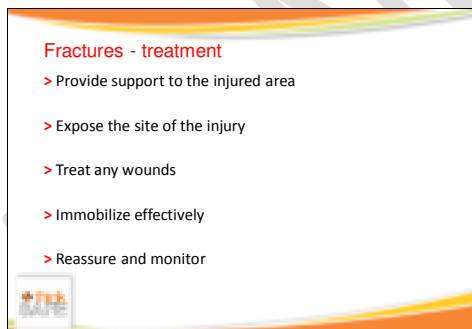 Fractures - treatment
> Provide support to the injured area
> Expose the site of the injury
> Treat any wounds
> Immobilize effectively
> Reassure and monitor